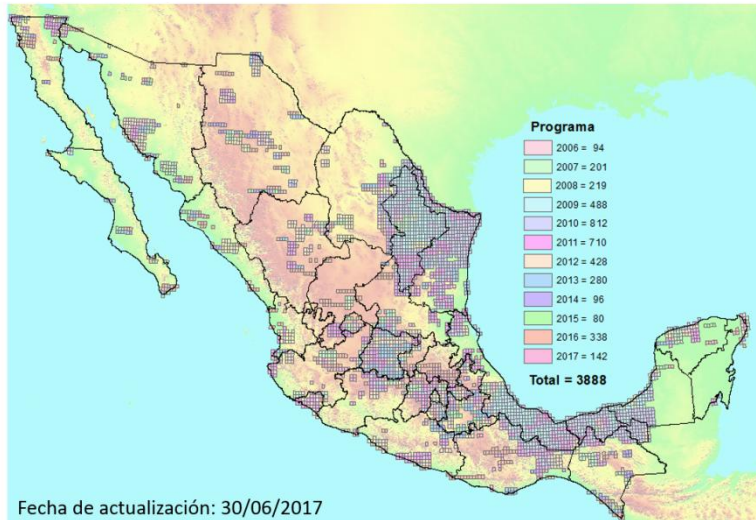 Programa
2006 = 94
2007 = 201
2008 = 219
2009 = 488
2010 = 812
2011 = 710
2012 = 428
2013 = 280
2014 = 96
2015 = 80
2016 = 338
2017 = 142
Total = 3888
Fecha de actualización: 30/06/2017